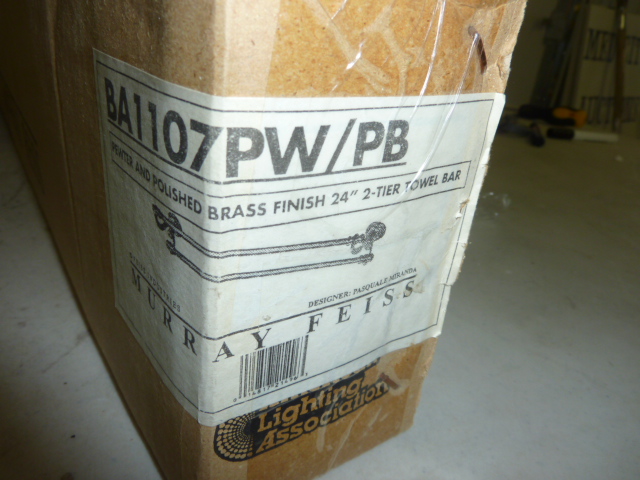 BA1107PW/PB
PEWTER AND POLISHED BRASS FINISH 24" 2-TIER TOWEL BAR
DESIGNER: PASQUALE MIRANDA
MURRAY FEISS
Lighting
Association